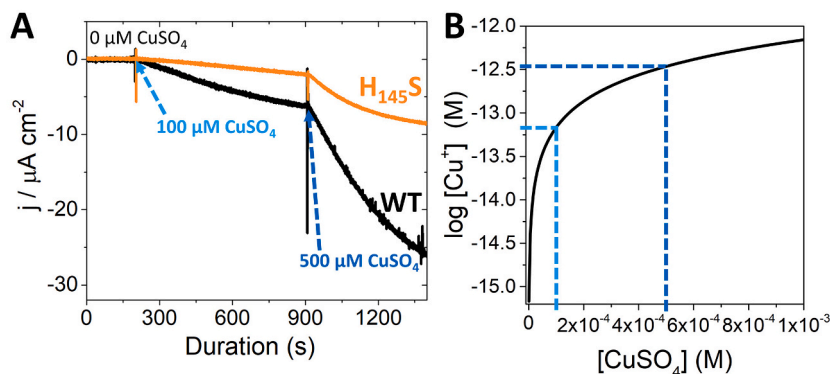 A
0 μM CuSO₄
0
-10
-20
-30
j / μA cm⁻²
H₁₄₅S
100 μM CuSO₄
WT
500 μM CuSO₄
0 300 600 900 1200
Duration (s)
B
-12.0
-12.5
-13.0
-13.5
-14.0
-14.5
-15.0
log [Cu⁺] (M)
0 2x10⁻⁴ 4x10⁻⁴ 6x10⁻⁴ 8x10⁻⁴ 1x10⁻³
[CuSO₄] (M)